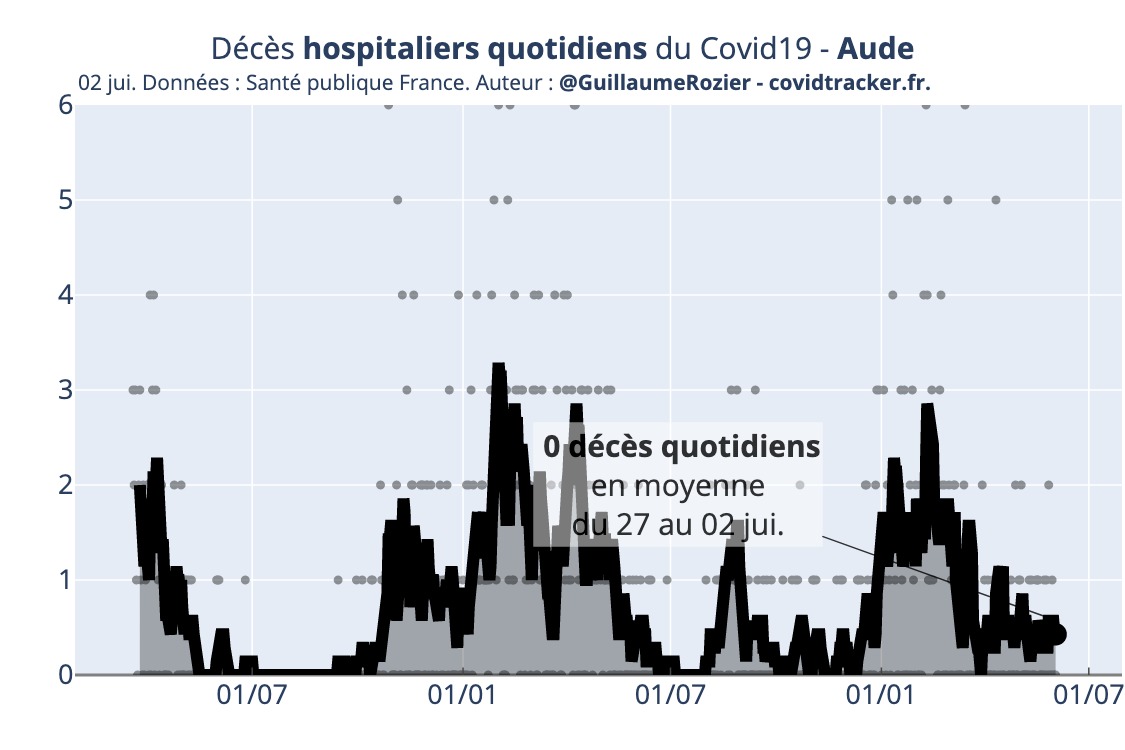 Décès hospitaliers quotidiens du Covid19 - Aude
02 jui. Données : Santé publique France. Auteur : @GuillaumeRozier - covidtracker.fr.
6
5
4
3
2
1
0
0 décès quotidiens
en moyenne
du 27 au 02 jui.
01/07
01/01
01/07
01/01
01/07